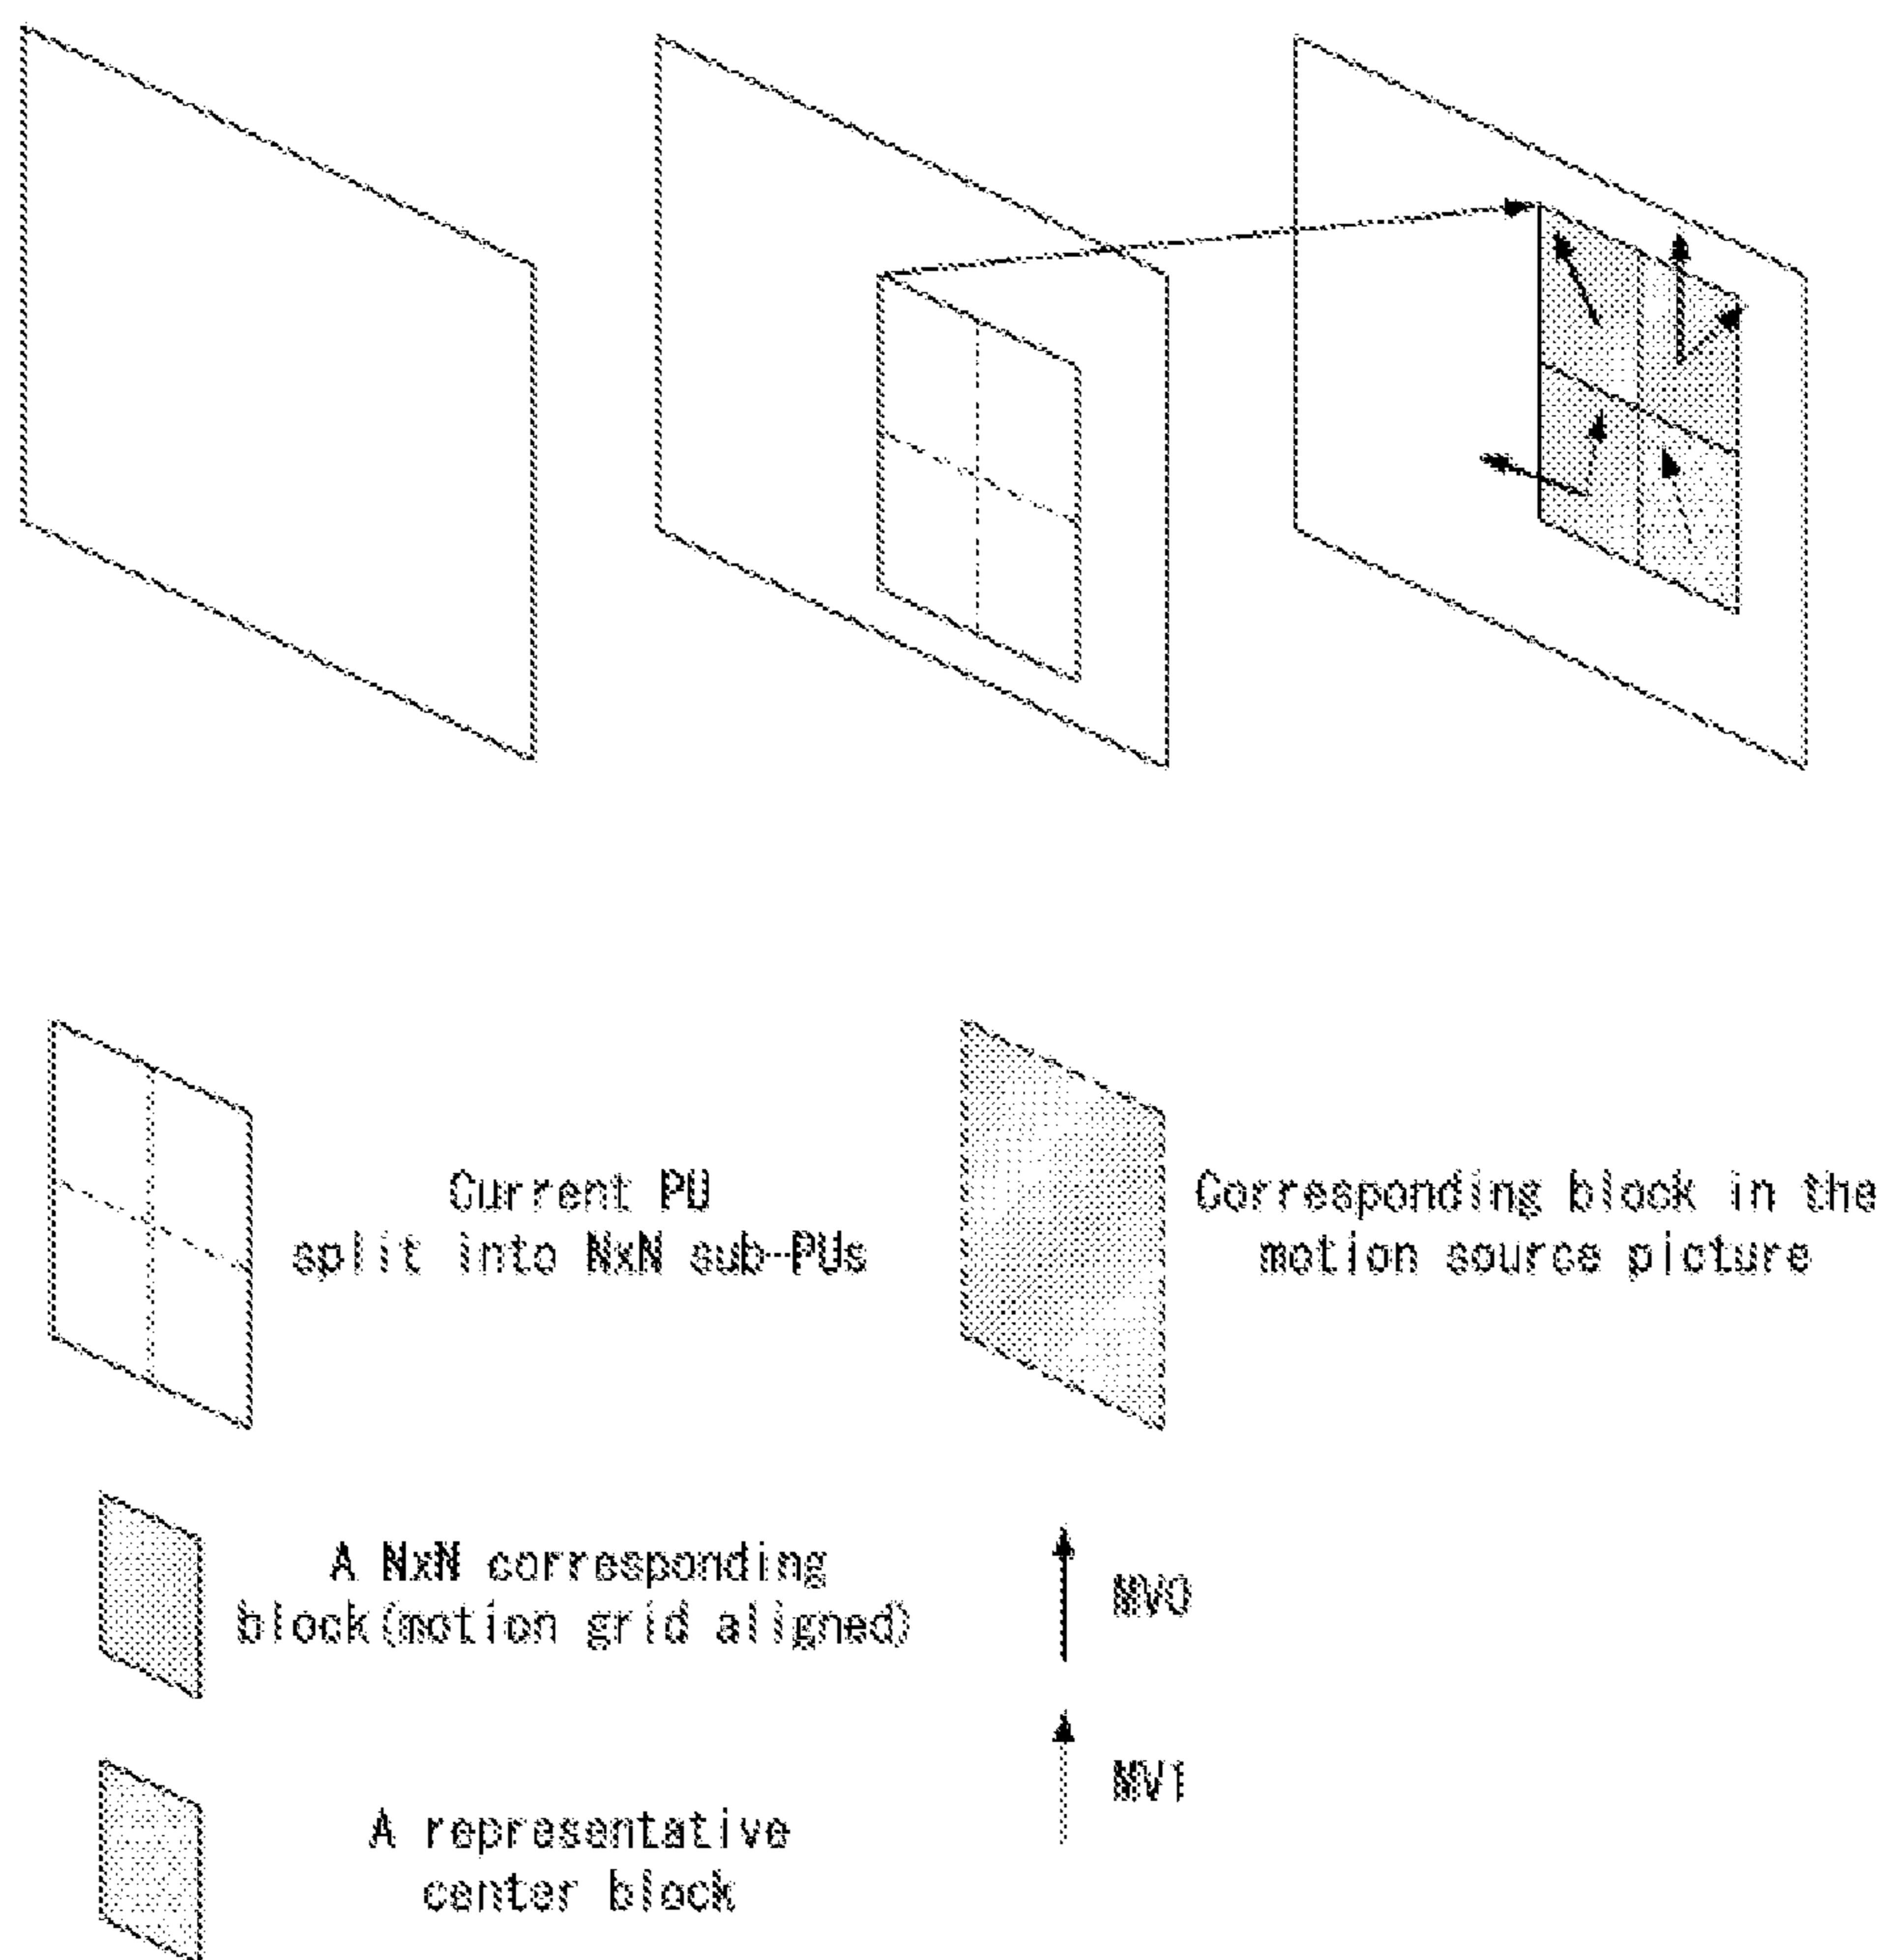 Current PU
split into NxN sub-PUs
Corresponding block in the
motion source picture
A NxN corresponding
block(motion grid aligned)
MV0
MV1
A representative
center block